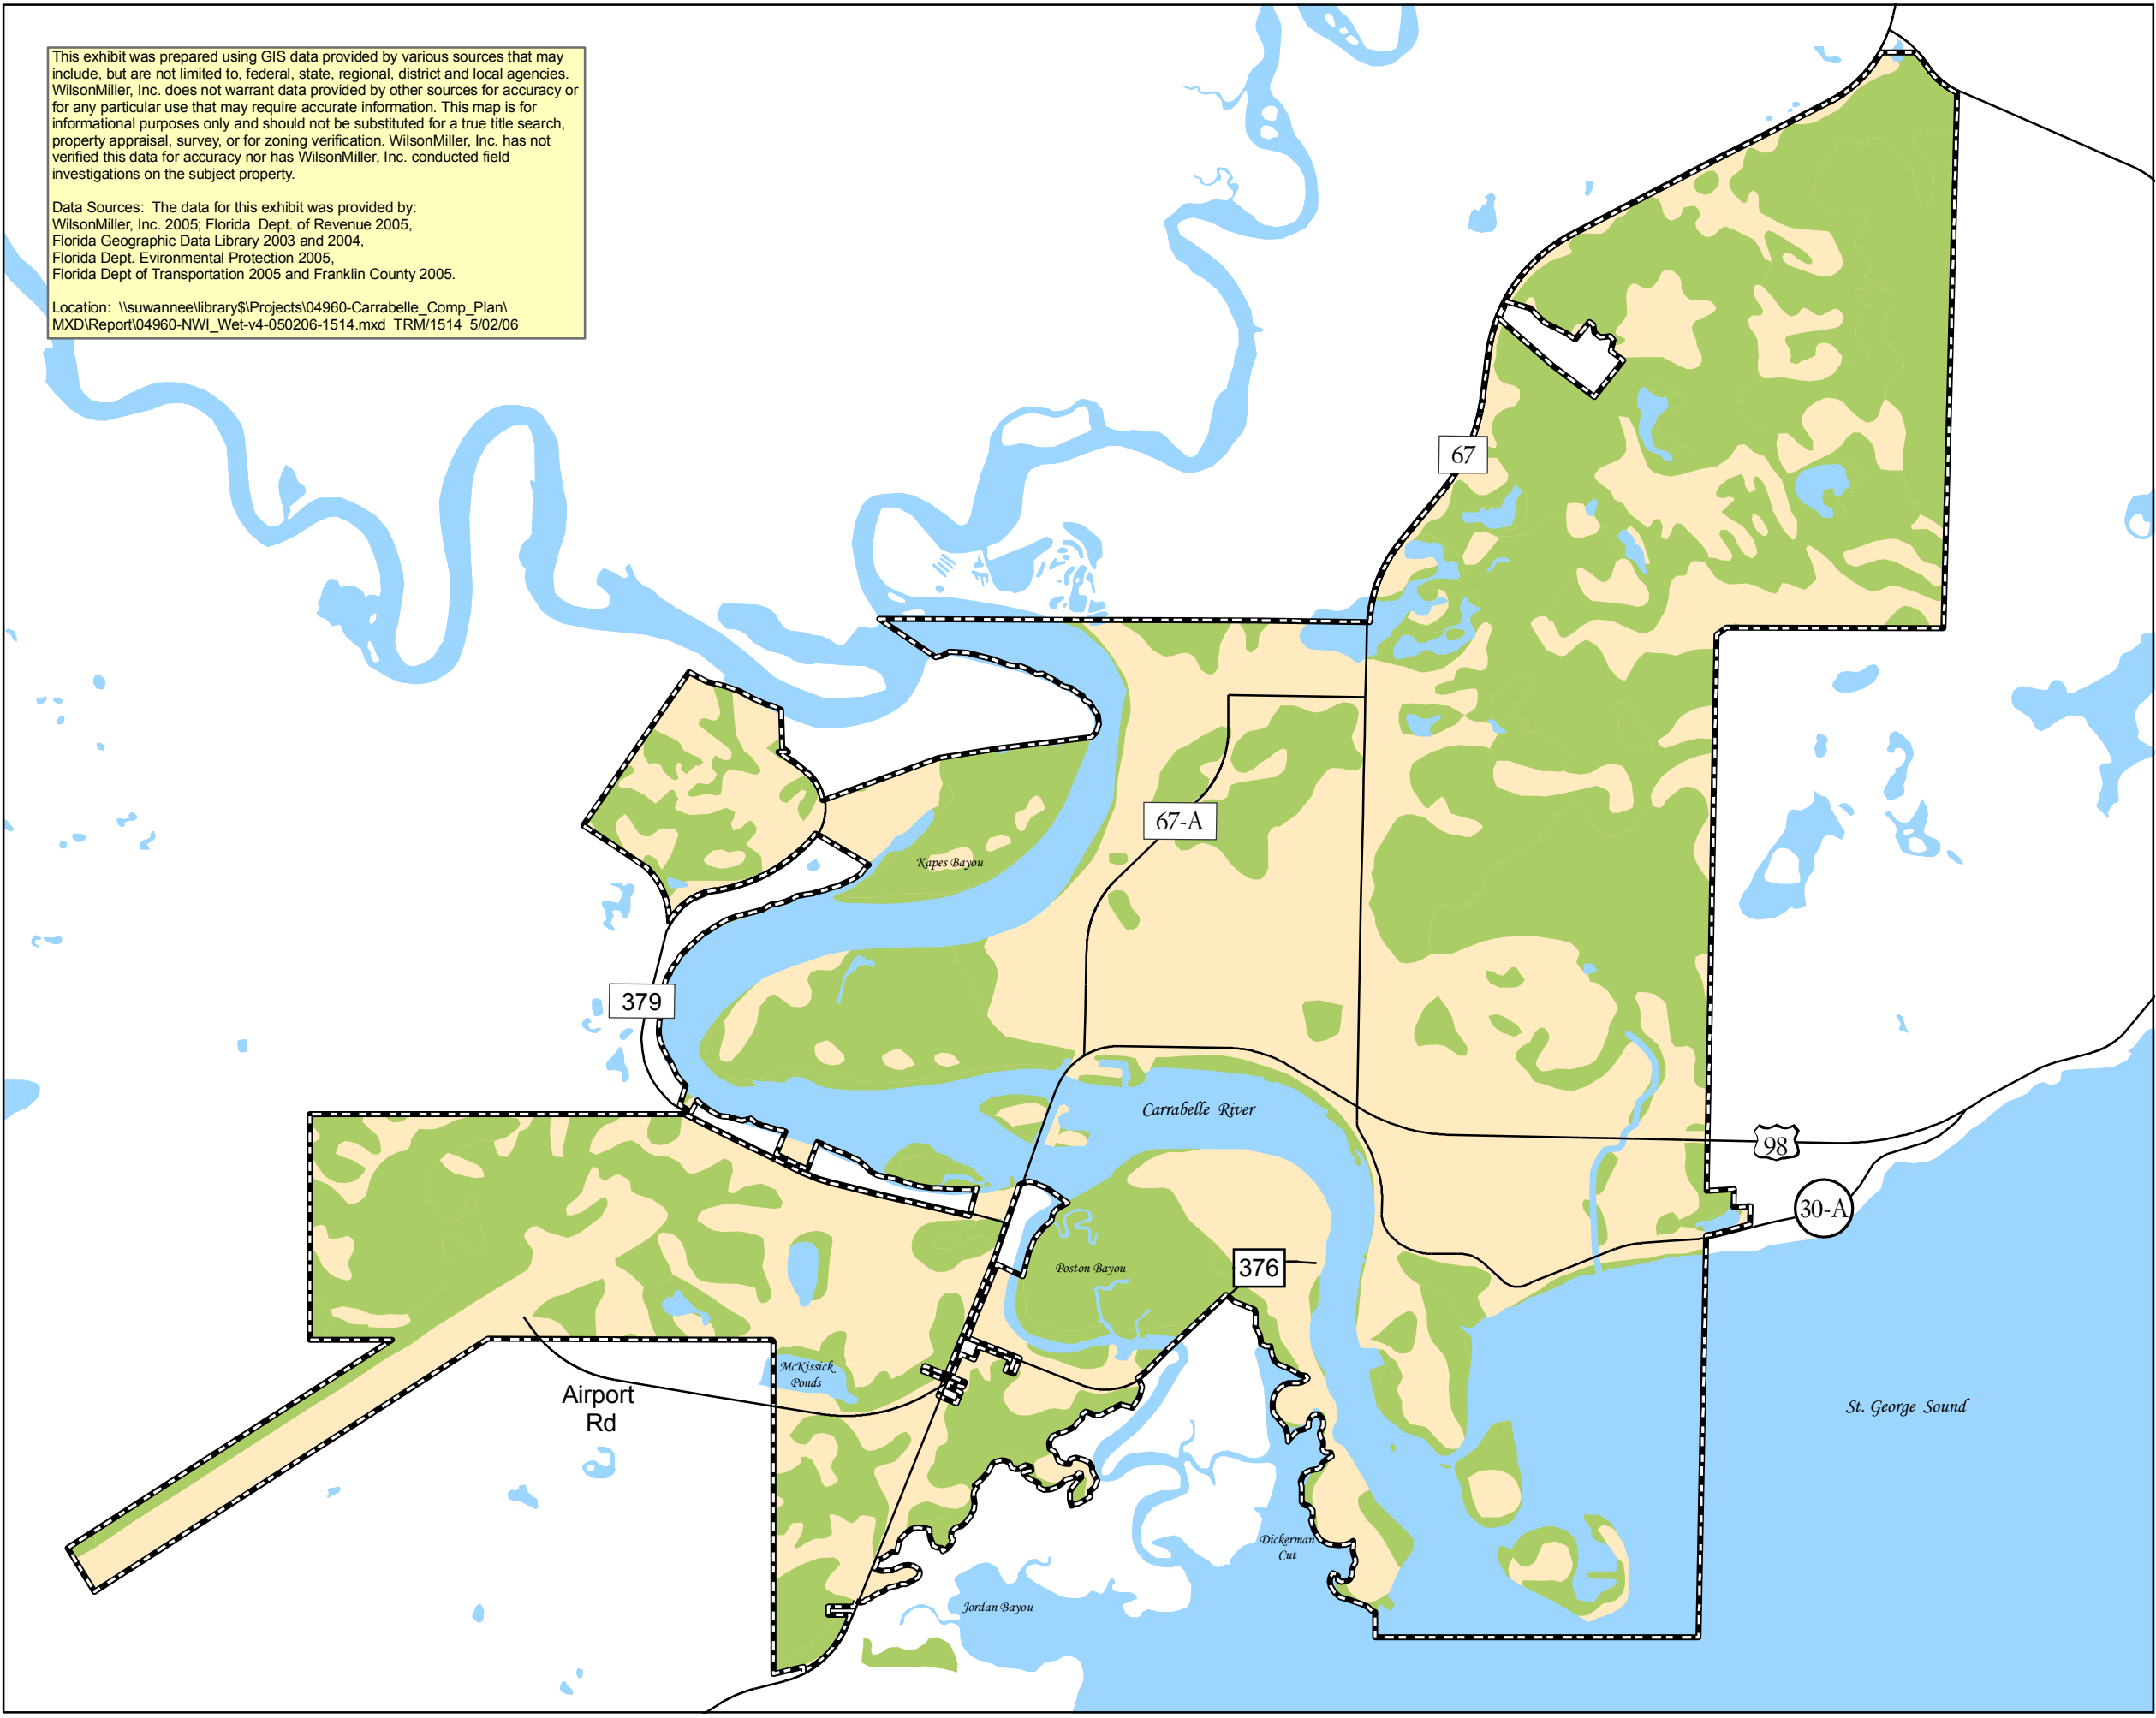 This exhibit was prepared using GIS data provided by various sources that may
include, but are not limited to, federal, state, regional, district and local agencies.
WilsonMiller, Inc. does not warrant data provided by other sources for accuracy or
for any particular use that may require accurate information. This map is for
informational purposes only and should not be substituted for a true title search,
property appraisal, survey, or for zoning verification. WilsonMiller, Inc. has not
verified this data for accuracy nor has WilsonMiller, Inc. conducted field
investigations on the subject property.
Data Sources: The data for this exhibit was provided by:
WilsonMiller, Inc. 2005; Florida Dept. of Revenue 2005,
Florida Geographic Data Library 2003 and 2004,
Florida Dept. Evironmental Protection 2005,
Florida Dept of Transportation 2005 and Franklin County 2005.
Location: \\suwannee\library$\Projects\04960-Carrabelle_Comp_Plan\
MXD\Report\04960-NWI_Wet-v4-050206-1514.mxd TRM/1514 5/02/06
67
67-A
Kapes Bayou
379
Carrabelle River
98
30-A
Poston Bayou
376
McKissick
Ponds
Airport
Rd
St. George Sound
Dickerman
Cut
Jordan Bayou